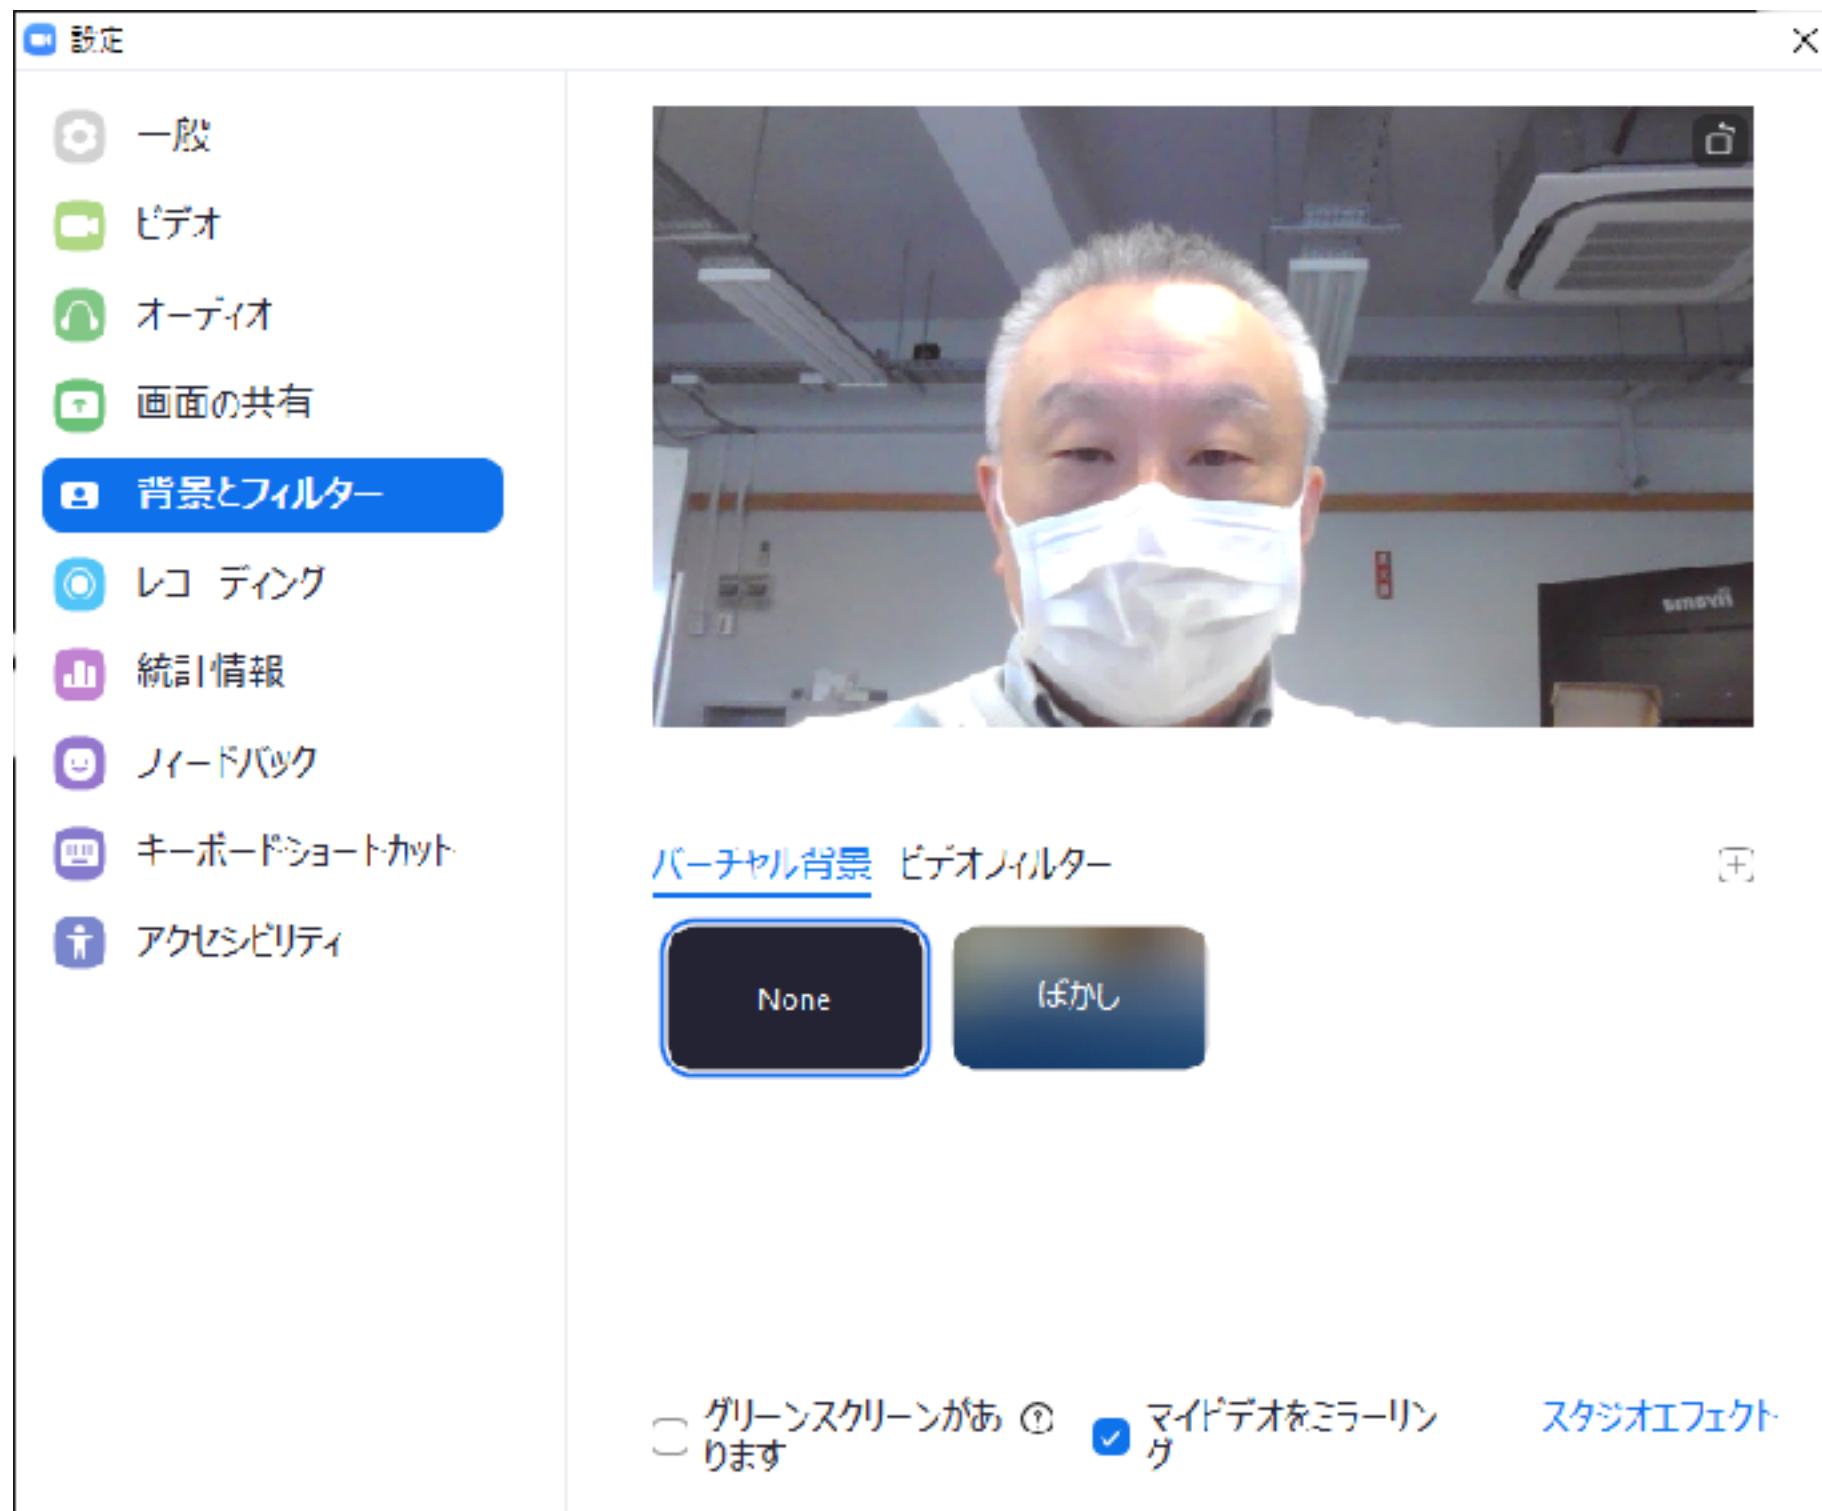 設定
一般
ビデオ
オーディオ
画面の共有
背景とフィルター
レコ ディング
統計情報
フィードバック
キーボードショートカット
アクセシビリティ
iiyama
バーチャル背景 ビデオフィルター
None
ぼかし
グリーンスクリーンがあ
ります
マイビデオをミラーリン
グ
スタジオエフェクト